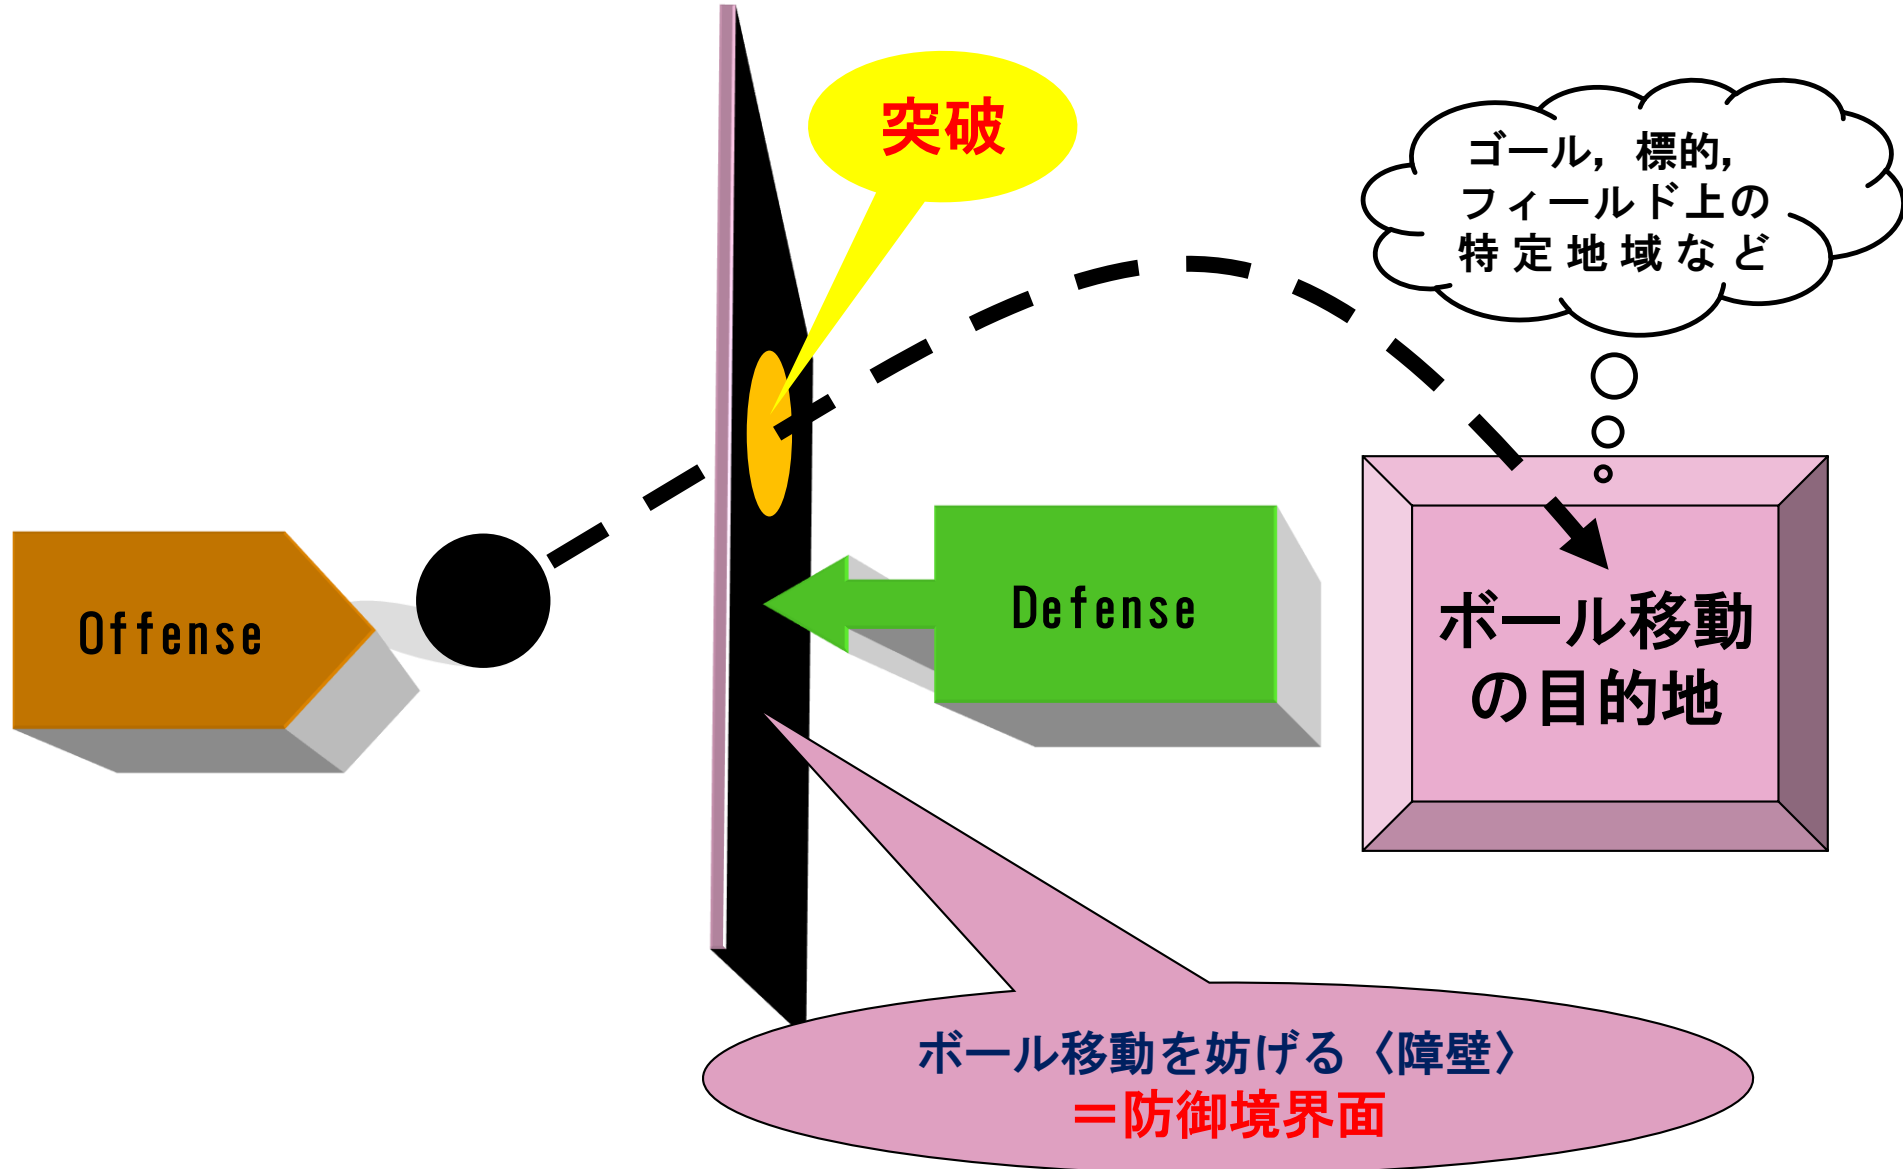 突破
ゴール，標的，
フィールド上の
特定地域など
Offense
Defense
ボール移動
の目的地
ボール移動を妨げる〈障壁〉
＝防御境界面